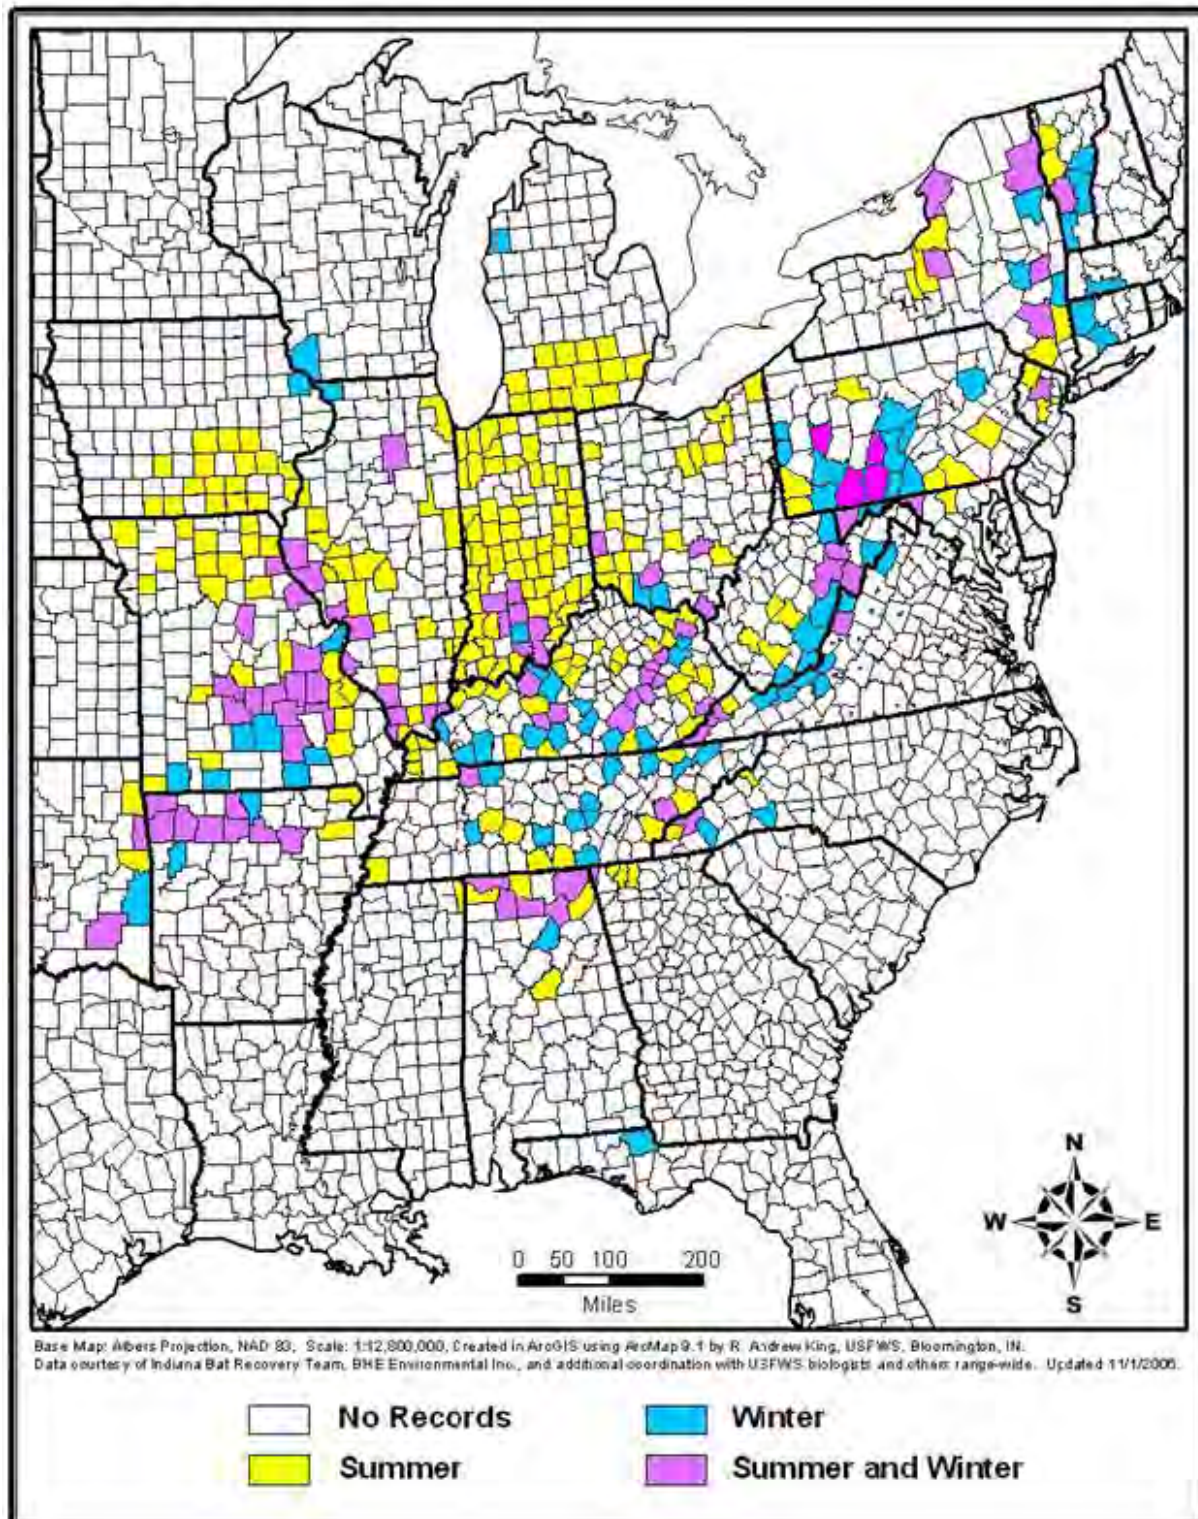 N
W E
S
0 50 100 200
Miles
Base Map: Albers Projection, NAD 83, Scale: 1:12,800,000, Created in ArcGIS using ArcMap 9.1 by R. Andrew King, USFWS, Bloomington, IN.
Data courtesy of Indiana Bat Recovery Team, BHE Environmental Inc., and additional coordination with USFWS biologists and others range-wide. Updated 11/1/2006.
No Records Winter
Summer Summer and Winter